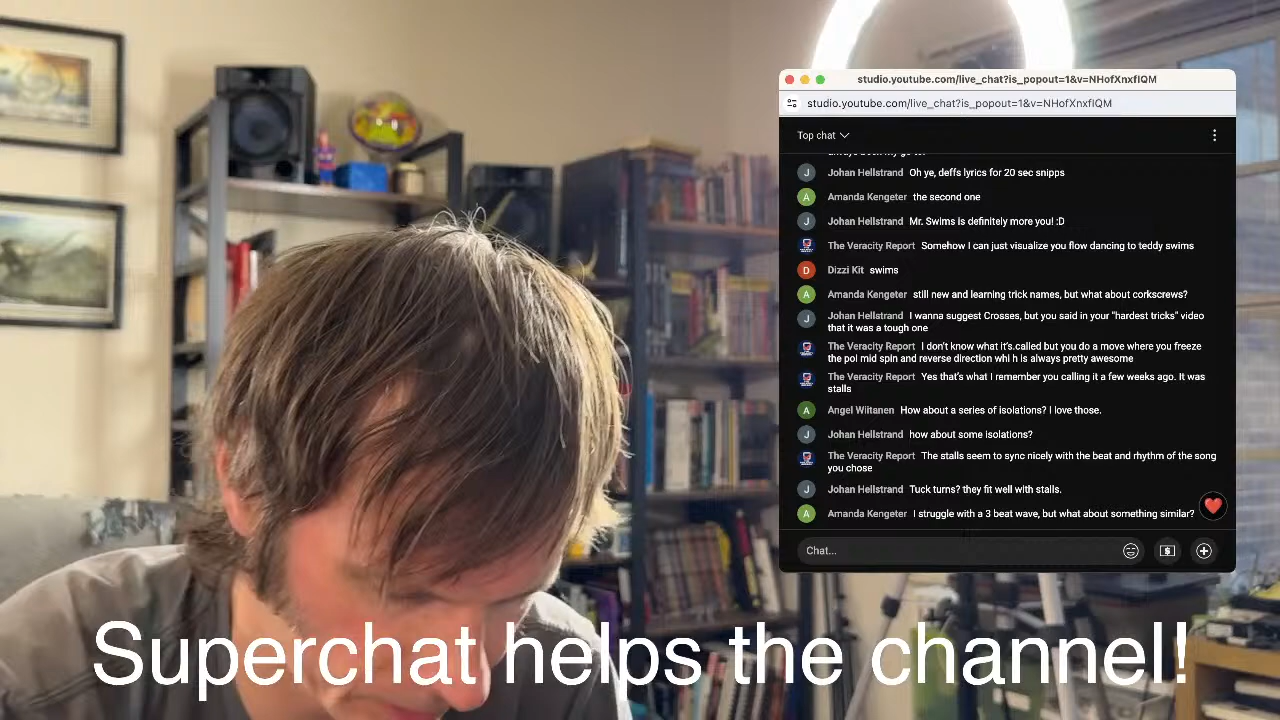 studio.youtube.com/live_chat?is_popout=1&v=NHofXnxfIQM
studio.youtube.com/live_chat?is_popout=1&v=NHofXnxfIQM
Top chat
J Johan Hellstrand Oh ye, deffs lyrics for 20 sec snipps
A Amanda Kengeter the second one
J Johan Hellstrand Mr. Swims is definitely more you! :D
The Veracity Report Somehow I can just visualize you flow dancing to teddy swims
D Dizzi Kit swims
A Amanda Kengeter still new and learning trick names, but what about corkscrews?
J Johan Hellstrand I wanna suggest Crosses, but you said in your "hardest tricks" video
that it was a tough one
The Veracity Report I don't know what it's.called but you do a move where you freeze
the poi mid spin and reverse direction whi h is always pretty awesome
The Veracity Report Yes that's what I remember you calling it a few weeks ago. It was
stalls
A Angel Wiitanen How about a series of isolations? I love those.
J Johan Hellstrand how about some isolations?
The Veracity Report The stalls seem to sync nicely with the beat and rhythm of the song
you chose
J Johan Hellstrand Tuck turns? they fit well with stalls.
A Amanda Kengeter I struggle with a 3 beat wave, but what about something similar?
Chat...
Superchat helps the channel!